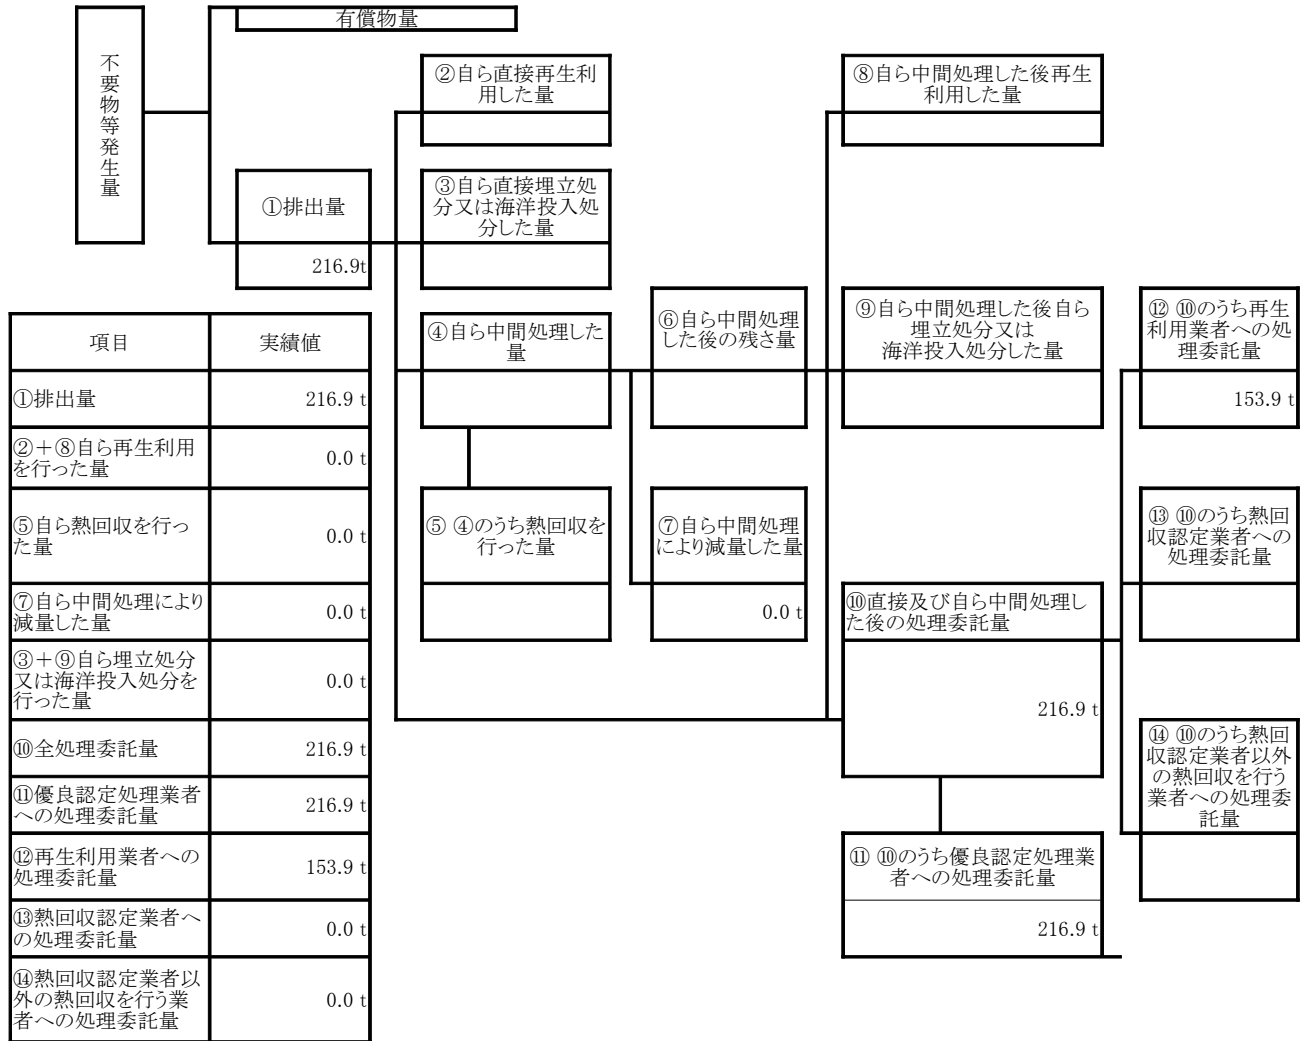 有償物量
不要物等発生量
②自ら直接再生利
用した量
⑧自ら中間処理した後再生
利用した量
①排出量
216.9t
③自ら直接埋立処
分又は海洋投入処
分した量
④自ら中間処理した
量
⑥自ら中間処理
した後の残さ量
⑨自ら中間処理した後自ら
埋立処分又は
海洋投入処分した量
⑫ ⑩のうち再生
利用業者への処
理委託量
153.9 t
⑤ ④のうち熱回収を
行った量
⑦自ら中間処理
により減量した量
0.0 t
⑩直接及び自ら中間処理し
た後の処理委託量
216.9 t
⑬ ⑩のうち熱回
収認定業者への
処理委託量
⑭ ⑩のうち熱回
収認定業者以外
の熱回収を行う
業者への処理委
託量
⑪ ⑩のうち優良認定処理業
者への処理委託量
216.9 t
項目 実績値
①排出量 216.9 t
②+⑧自ら再生利用
を行った量 0.0 t
⑤自ら熱回収を行っ
た量 0.0 t
⑦自ら中間処理により
減量した量 0.0 t
③+⑨自ら埋立処分
又は海洋投入処分を
行った量 0.0 t
⑩全処理委託量 216.9 t
⑪優良認定処理業者
への処理委託量 216.9 t
⑫再生利用業者への
処理委託量 153.9 t
⑬熱回収認定業者へ
の処理委託量 0.0 t
⑭熱回収認定業者以
外の熱回収を行う業
者への処理委託量 0.0 t